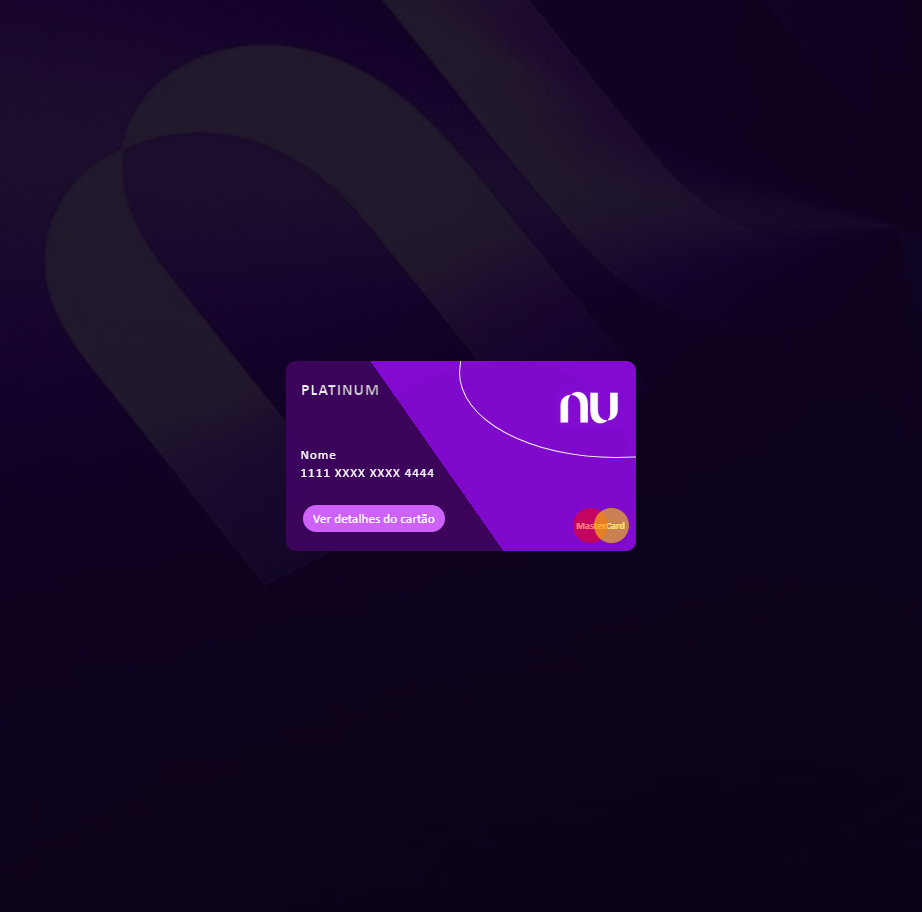 PLATINUM
nu
Nome
1111 XXXX XXXX 4444
Ver detalhes do cartão
MasterCard